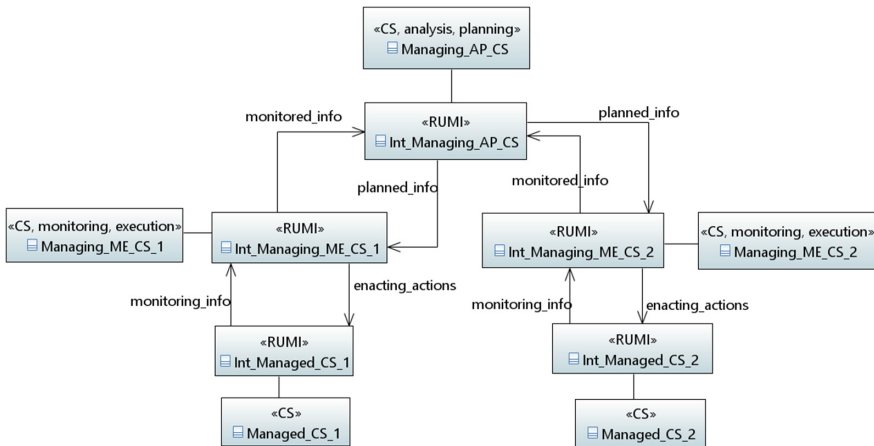 «CS, analysis, planning»
Managing_AP_CS
monitored_info
«RUMI»
Int_Managing_AP_CS
planned_info
planned_info
monitored_info
«CS, monitoring, execution»
Managing_ME_CS_1
«RUMI»
Int_Managing_ME_CS_1
«RUMI»
Int_Managing_ME_CS_2
«CS, monitoring, execution»
Managing_ME_CS_2
monitoring_info
enacting_actions
monitoring_info
enacting_actions
«RUMI»
Int_Managed_CS_1
«RUMI»
Int_Managed_CS_2
«CS»
Managed_CS_1
«CS»
Managed_CS_2